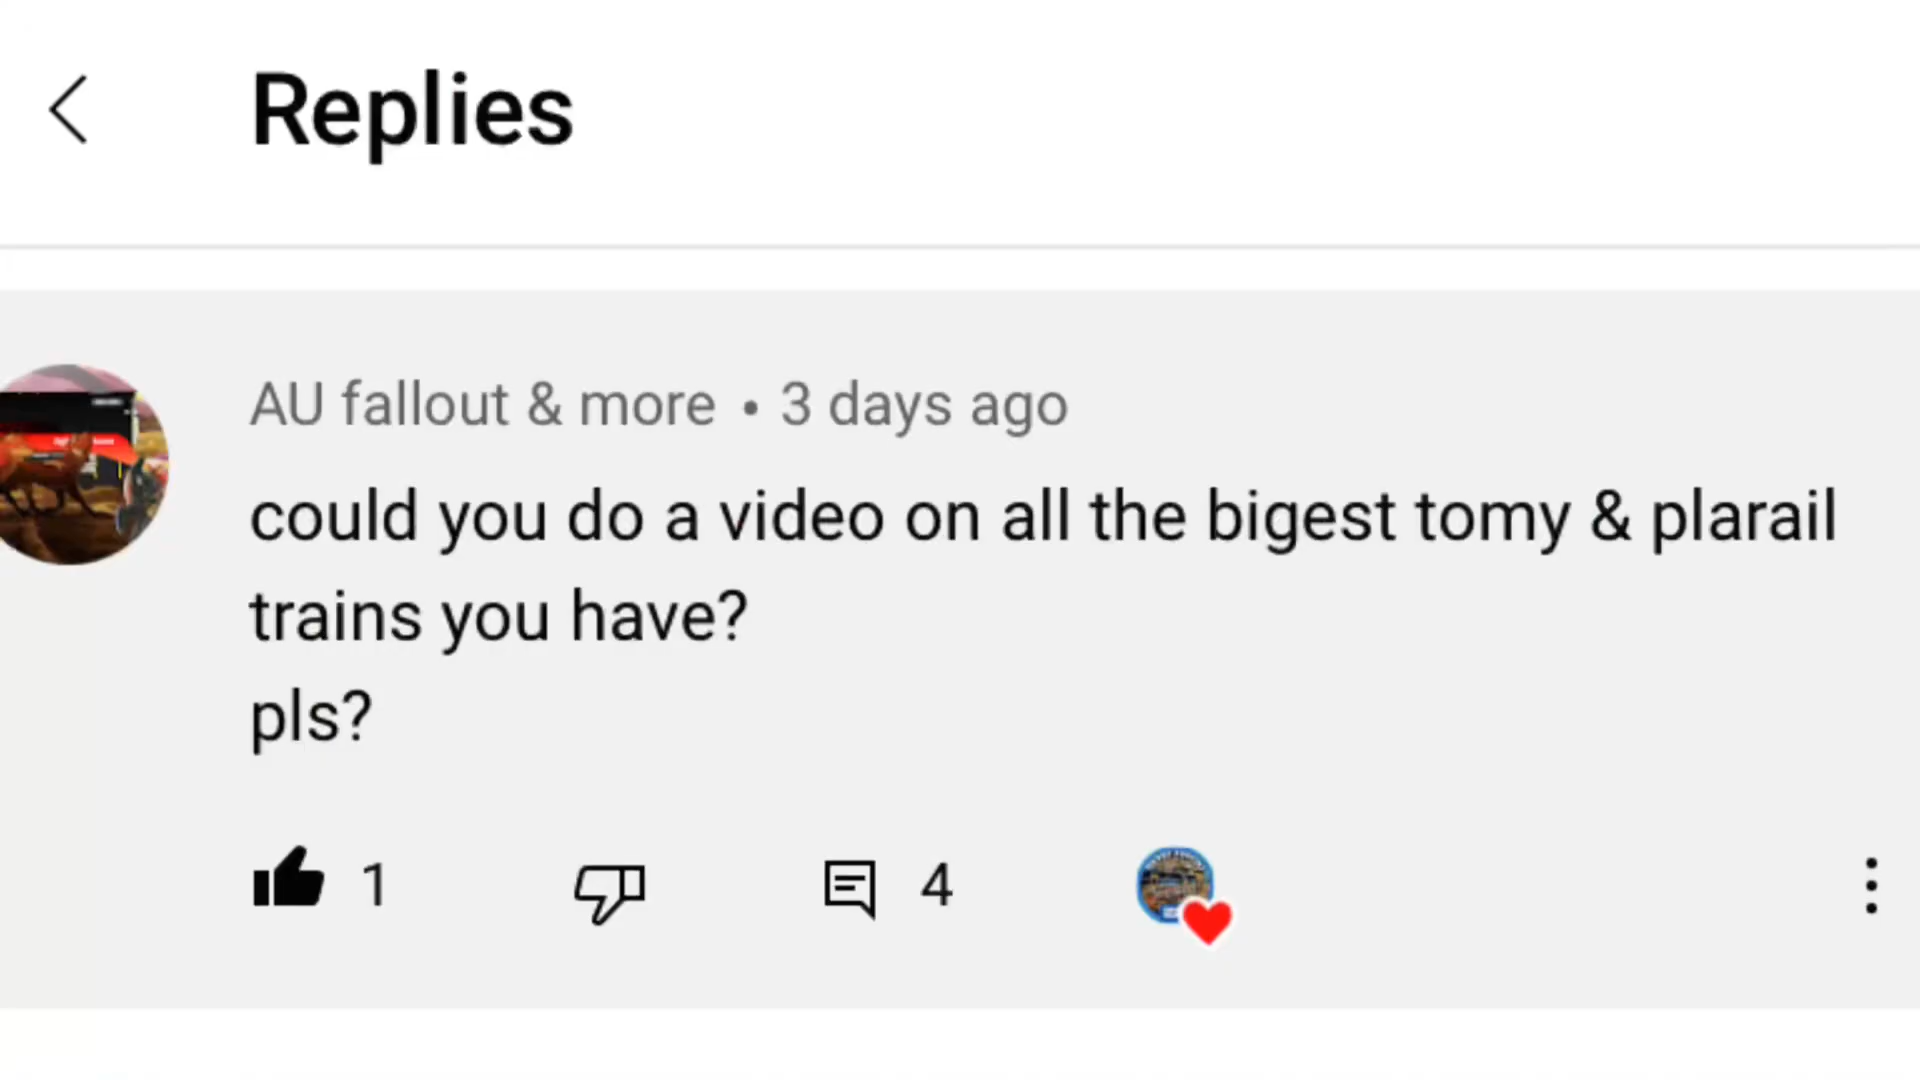 Replies
AU fallout & more • 3 days ago
could you do a video on all the bigest tomy & plarail
trains you have?
pls?
1
4